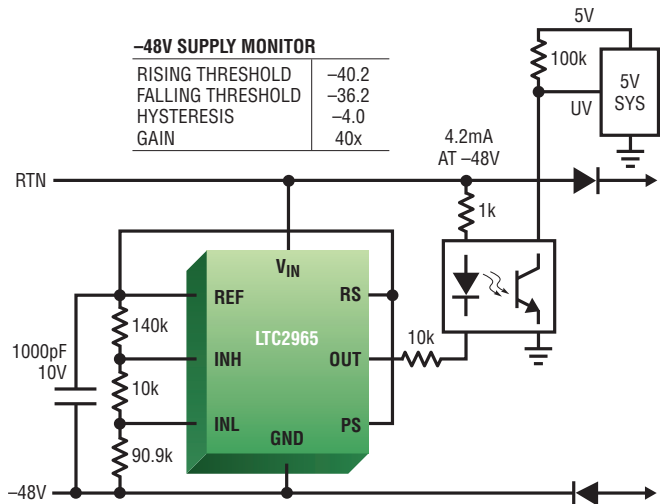 –48V SUPPLY MONITOR
RISING THRESHOLD –40.2
FALLING THRESHOLD –36.2
HYSTERESIS –4.0
GAIN 40x
5V
100k
5V
SYS
UV
4.2mA
AT –48V
RTN
1k
VIN
REF
RS
140k
LTC2965
1000pF
10V
INH
OUT
10k
10k
INL
PS
GND
90.9k
–48V